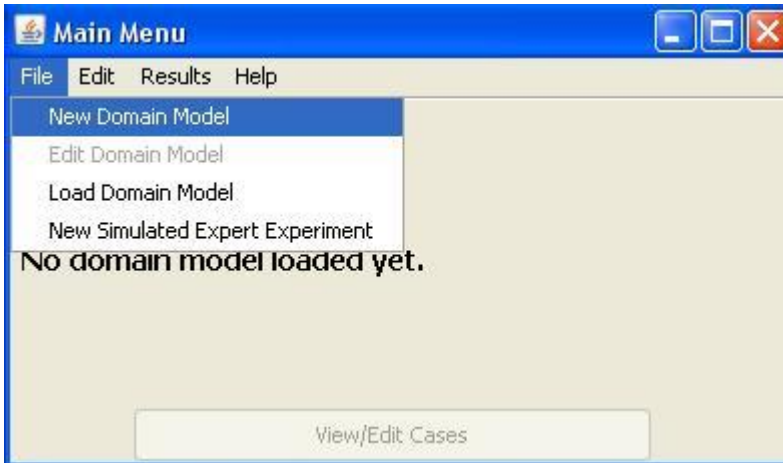 Main Menu
File Edit Results Help
New Domain Model
Edit Domain Model
Load Domain Model
New Simulated Expert Experiment
No domain model loaded yet.
View/Edit Cases